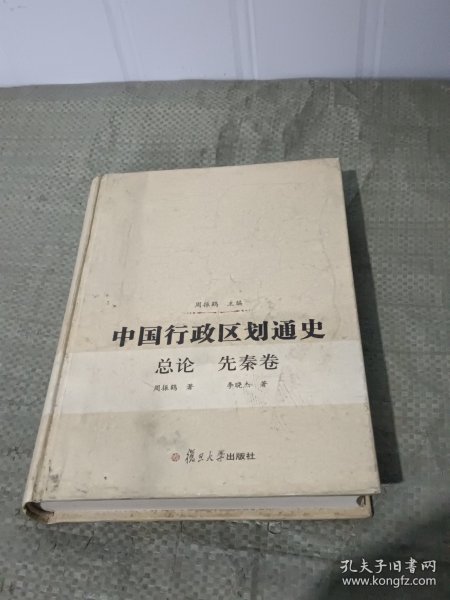 周振鹤 主编
中国行政区划通史
总论 先秦卷
周振鹤 著 李晓杰 著
復旦大学出版社
孔夫子旧书网
www.kongfz.com